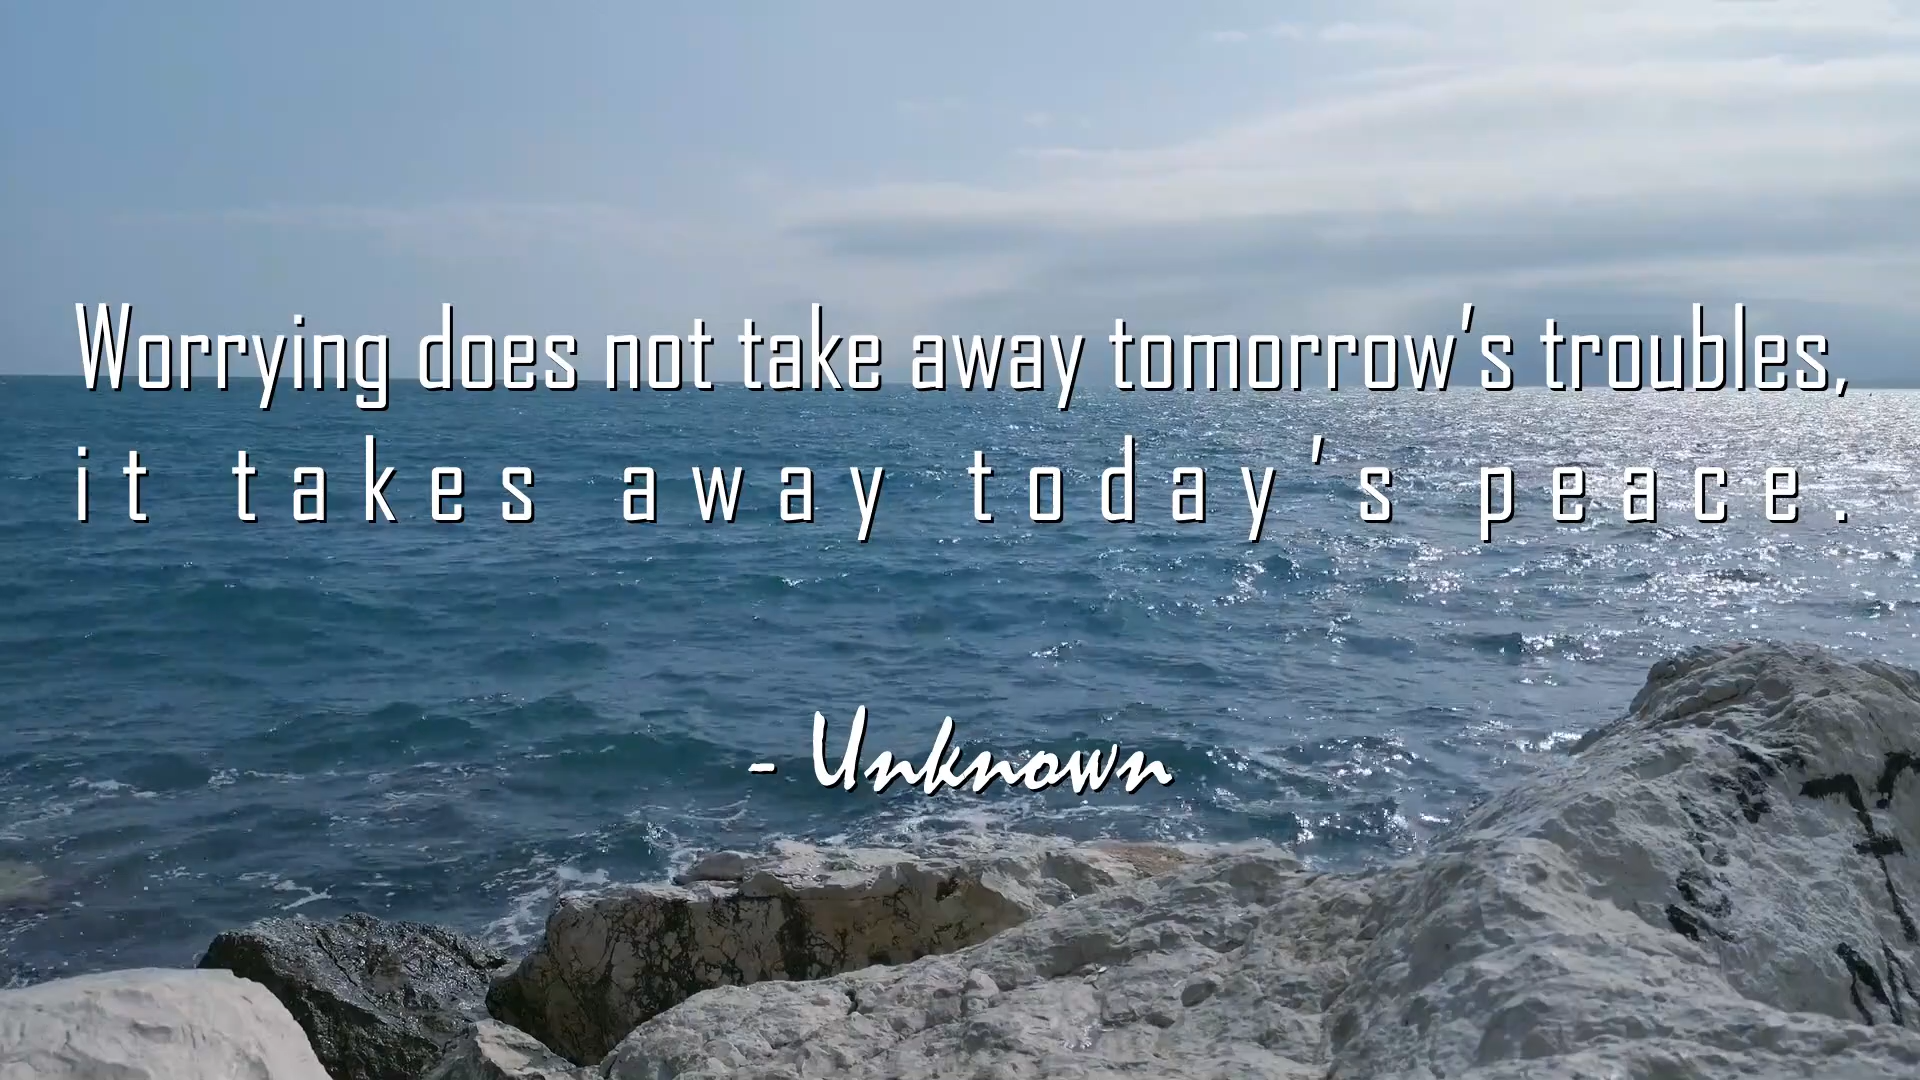 Worrying does not take away tomorrow's troubles,
it takes away today's peace.
- Unknown